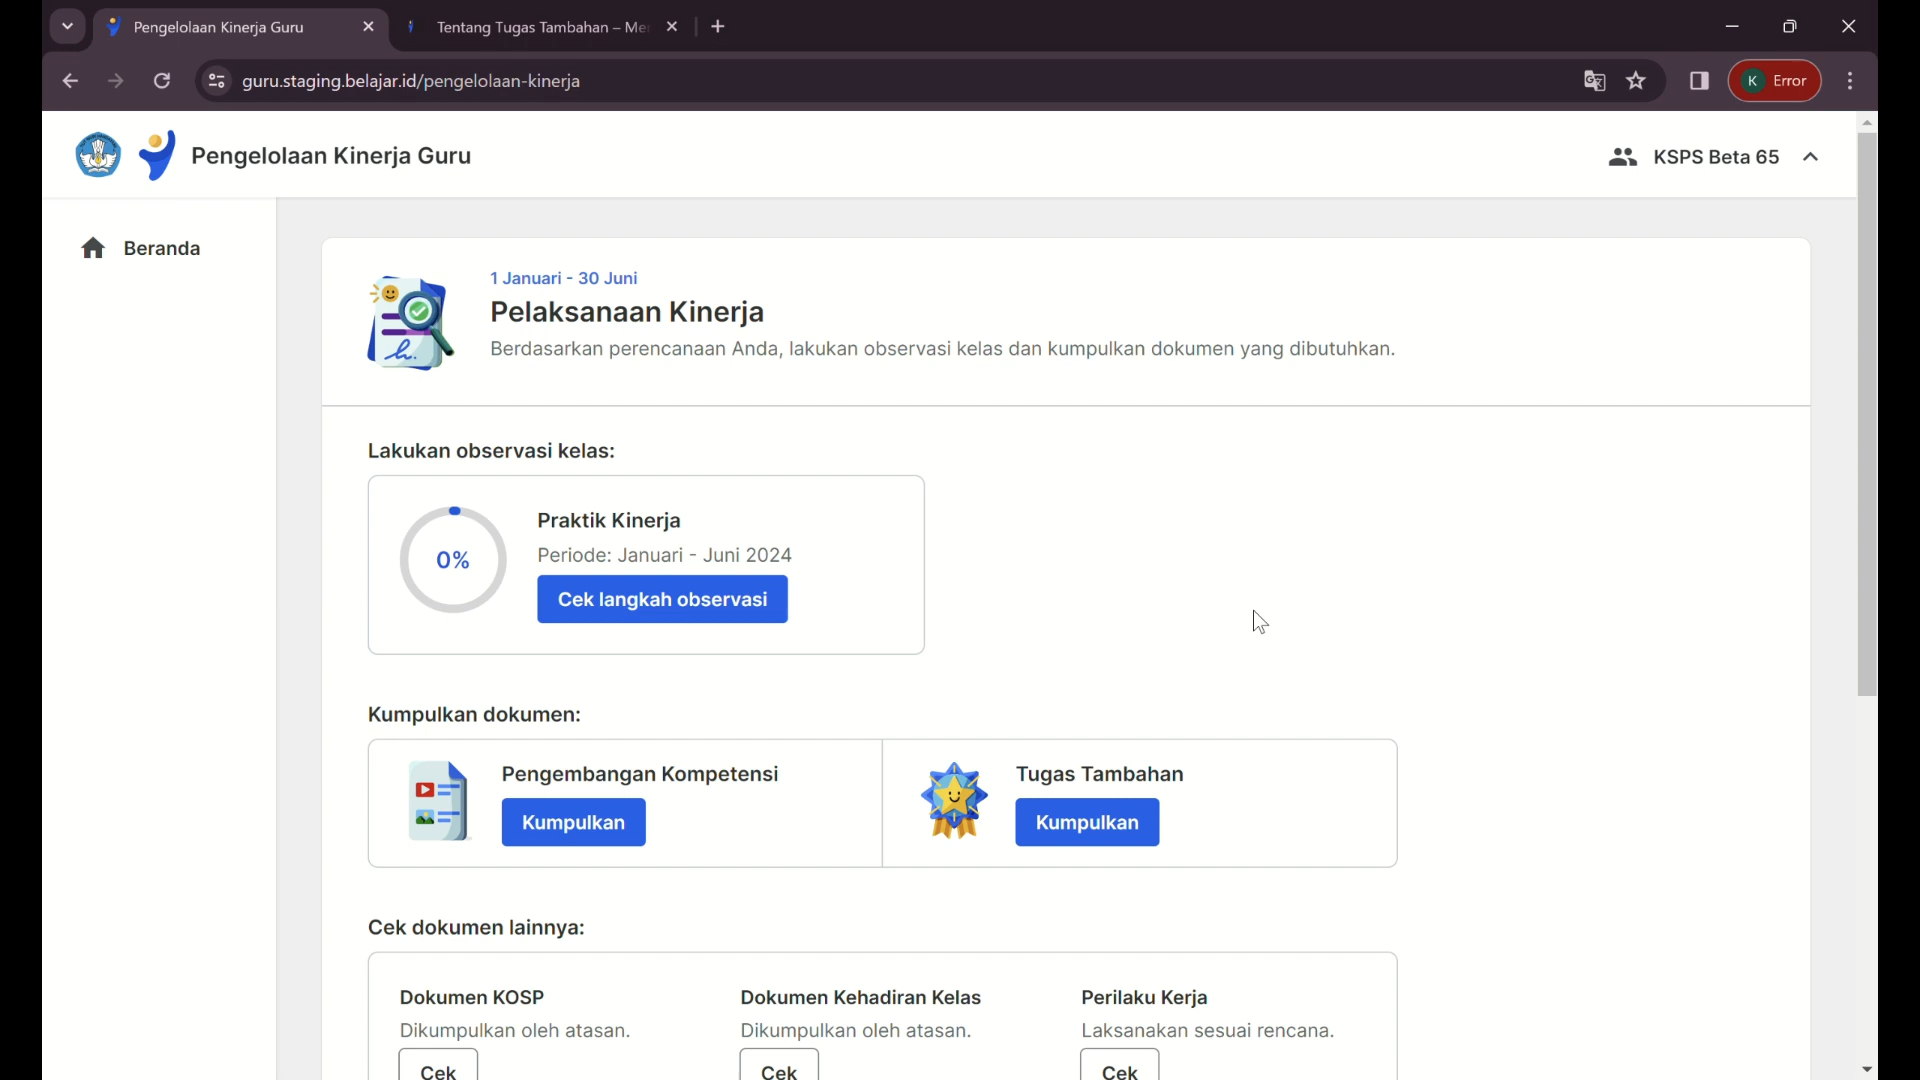 Pengelolaan Kinerja Guru
Tentang Tugas Tambahan – Me
guru.staging.belajar.id/pengelolaan-kinerja
K Error
Pengelolaan Kinerja Guru
KSPS Beta 65
Beranda
1 Januari - 30 Juni
Pelaksanaan Kinerja
Berdasarkan perencanaan Anda, lakukan observasi kelas dan kumpulkan dokumen yang dibutuhkan.
Lakukan observasi kelas:
0%
Praktik Kinerja
Periode: Januari - Juni 2024
Cek langkah observasi
Kumpulkan dokumen:
Pengembangan Kompetensi
Kumpulkan
Tugas Tambahan
Kumpulkan
Cek dokumen lainnya:
Dokumen KOSP
Dikumpulkan oleh atasan.
Cek
Dokumen Kehadiran Kelas
Dikumpulkan oleh atasan.
Cek
Perilaku Kerja
Laksanakan sesuai rencana.
Cek